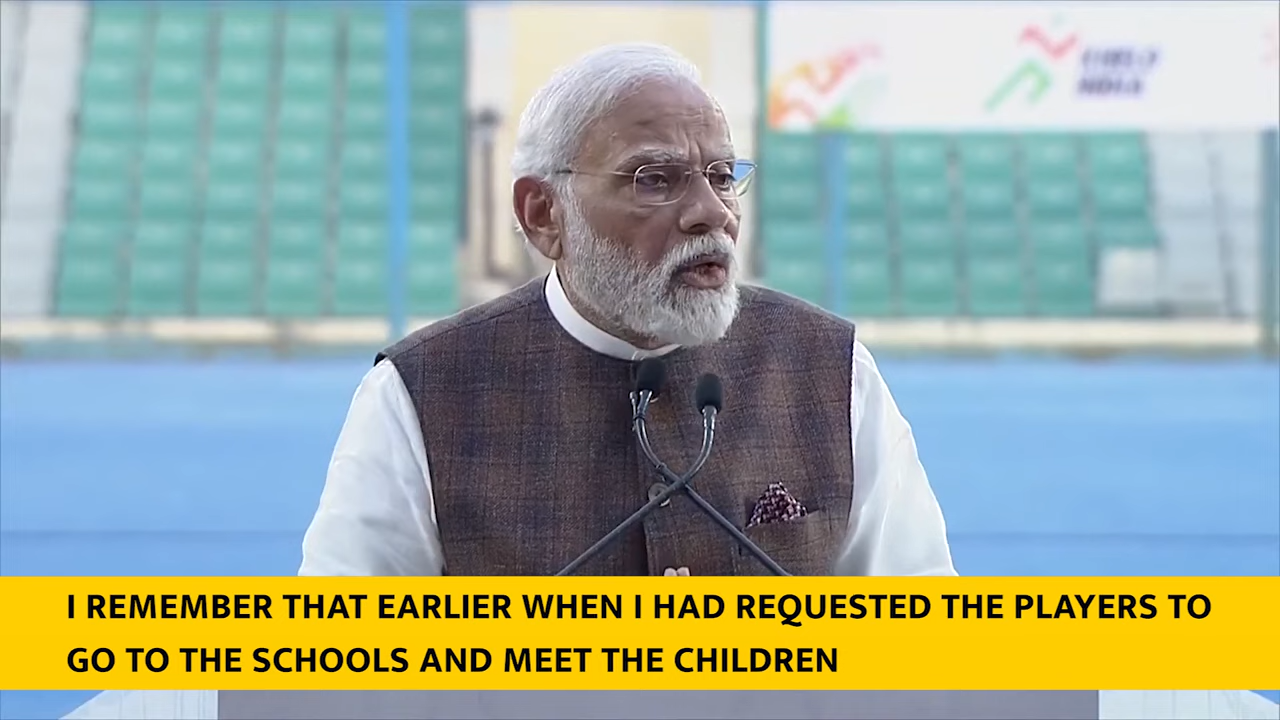 I REMEMBER THAT EARLIER WHEN I HAD REQUESTED THE PLAYERS TO
GO TO THE SCHOOLS AND MEET THE CHILDREN